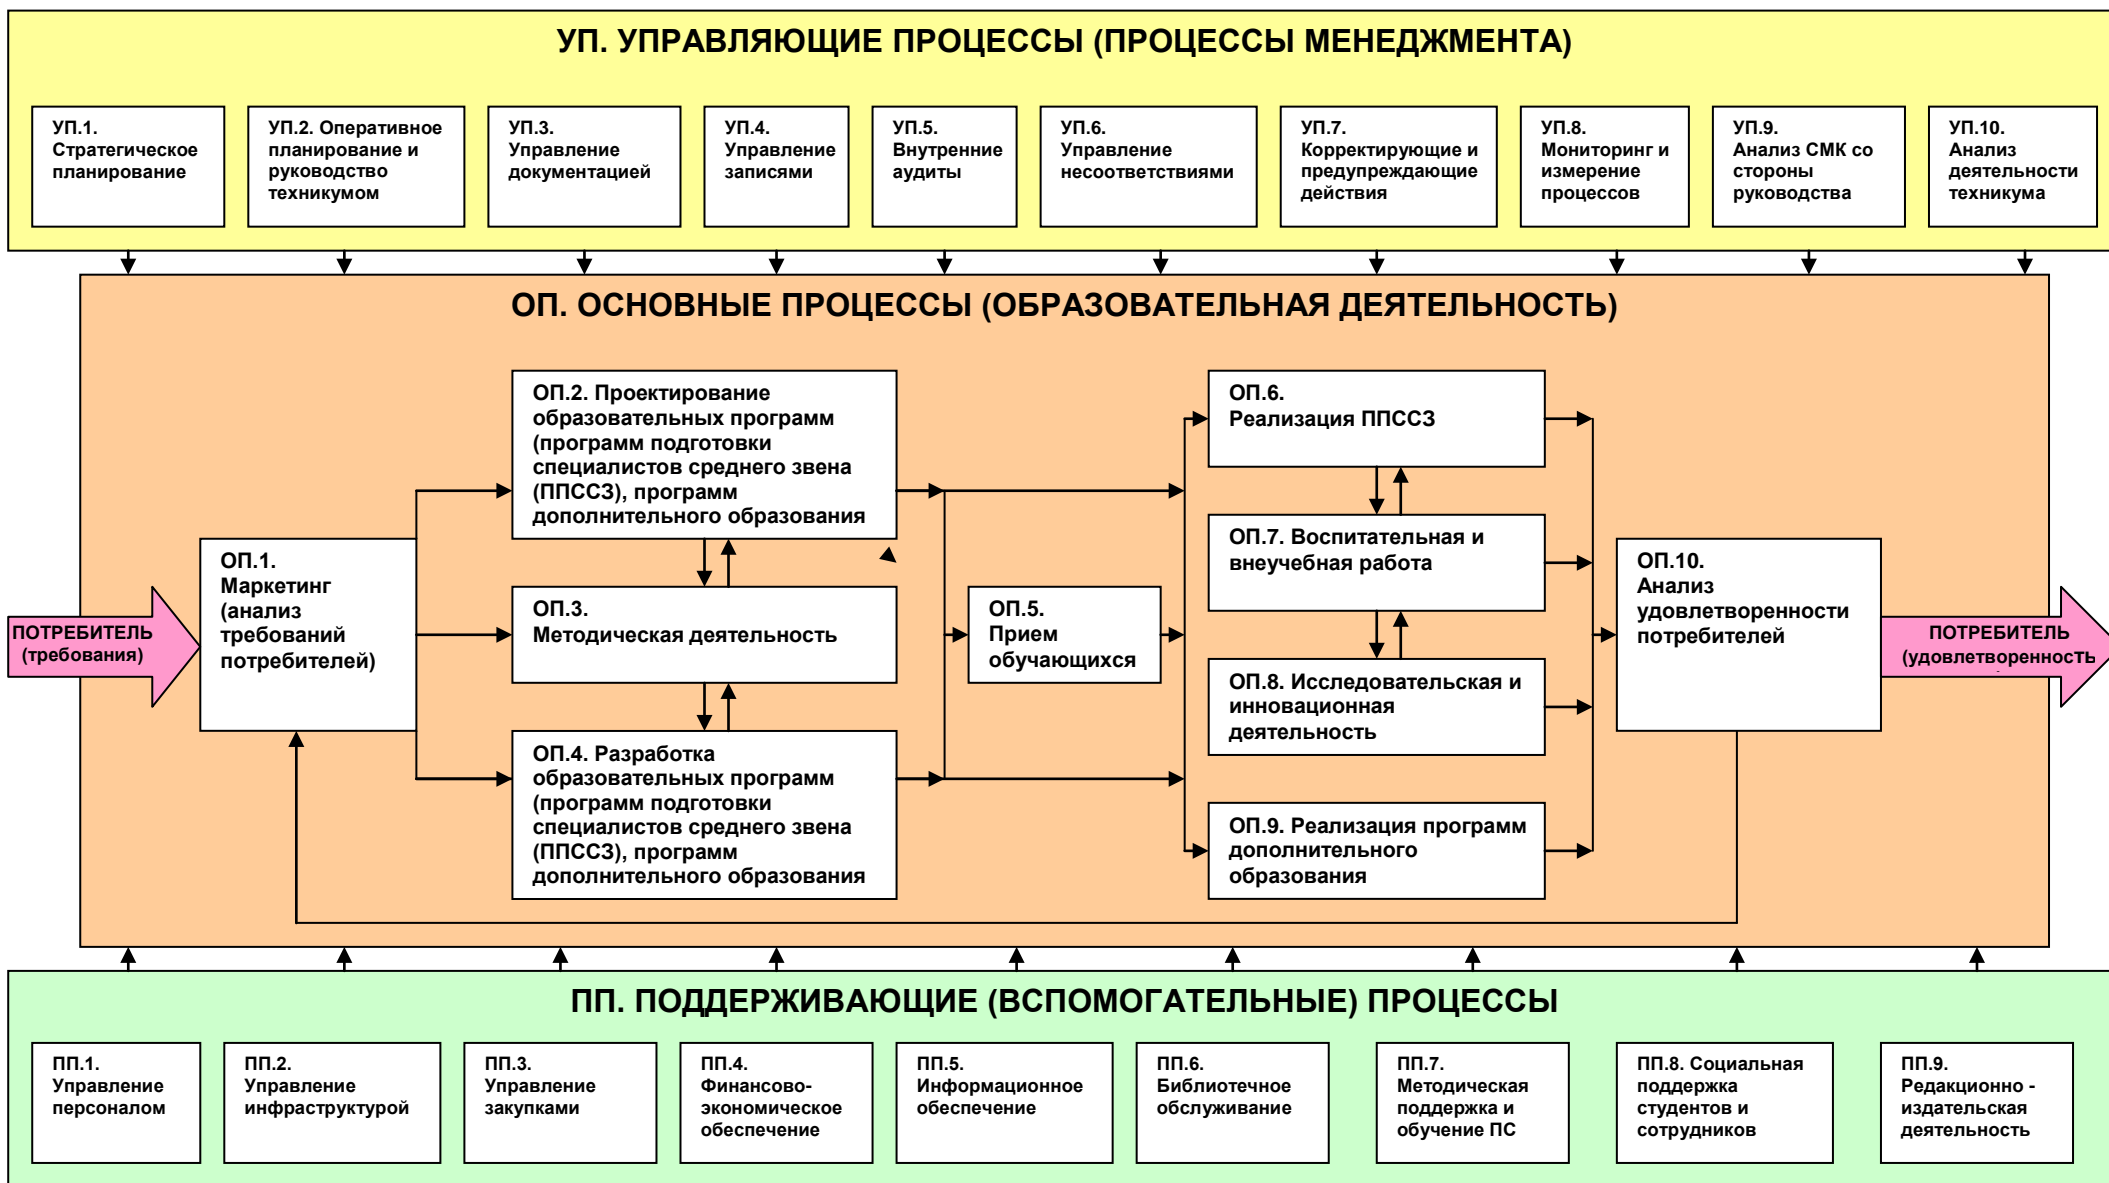 УП. УПРАВЛЯЮЩИЕ ПРОЦЕССЫ (ПРОЦЕССЫ МЕНЕДЖМЕНТА)
УП.1.
Стратегическое
планирование
УП.2. Оперативное
планирование и
руководство
техникумом
УП.3.
Управление
документацией
УП.4.
Управление
записями
УП.5.
Внутренние
аудиты
УП.6.
Управление
несоответствиями
УП.7.
Корректирующие и
предупреждающие
действия
УП.8.
Мониторинг и
измерение
процессов
УП.9.
Анализ СМК со
стороны
руководства
УП.10.
Анализ
деятельности
техникума
ОП. ОСНОВНЫЕ ПРОЦЕССЫ (ОБРАЗОВАТЕЛЬНАЯ ДЕЯТЕЛЬНОСТЬ)
ПОТРЕБИТЕЛЬ
(требования)
ОП.1.
Маркетинг
(анализ
требований
потребителей)
ОП.2. Проектирование
образовательных программ
(программ подготовки
специалистов среднего звена
(ППССЗ), программ
дополнительного образования
ОП.3.
Методическая деятельность
ОП.4. Разработка
образовательных программ
(программ подготовки
специалистов среднего звена
(ППССЗ), программ
дополнительного образования
ОП.5.
Прием
обучающихся
ОП.6.
Реализация ППССЗ
ОП.7. Воспитательная и
внеучебная работа
ОП.8. Исследовательская и
инновационная
деятельность
ОП.9. Реализация программ
дополнительного
образования
ОП.10.
Анализ
удовлетворенности
потребителей
ПОТРЕБИТЕЛЬ
(удовлетворенность
ПП. ПОДДЕРЖИВАЮЩИЕ (ВСПОМОГАТЕЛЬНЫЕ) ПРОЦЕССЫ
ПП.1.
Управление
персоналом
ПП.2.
Управление
инфраструктурой
ПП.3.
Управление
закупками
ПП.4.
Финансово-
экономическое
обеспечение
ПП.5.
Информационное
обеспечение
ПП.6.
Библиотечное
обслуживание
ПП.7.
Методическая
поддержка и
обучение ПС
ПП.8. Социальная
поддержка
студентов и
сотрудников
ПП.9.
Редакционно -
издательская
деятельность